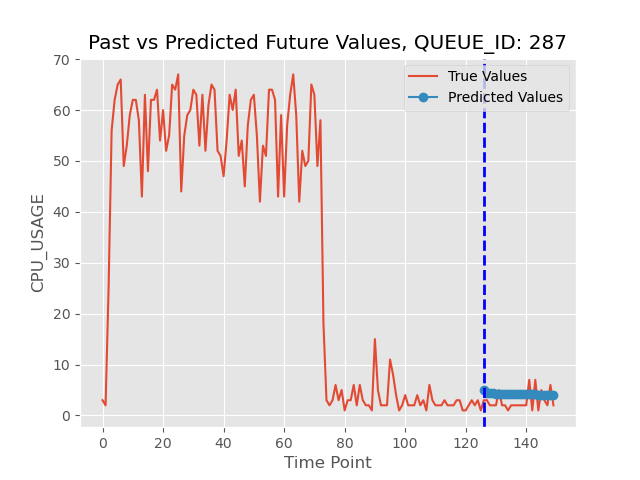 Past vs Predicted Future Values, QUEUE_ID: 287
True Values
Predicted Values
CPU_USAGE
70
60
50
40
30
20
10
0
0 20 40 60 80 100 120 140
Time Point